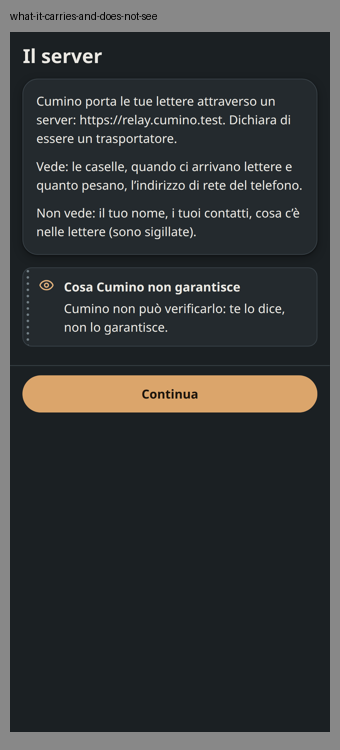 what-it-carries-and-does-not-see
Il server
Cumino porta le tue lettere attraverso un
server: https://relay.cumino.test. Dichiara di
essere un trasportatore.
Vede: le caselle, quando ci arrivano lettere e
quanto pesano, l’indirizzo di rete del telefono.
Non vede: il tuo nome, i tuoi contatti, cosa c’è
nelle lettere (sono sigillate).
Cosa Cumino non garantisce
Cumino non può verificarlo: te lo dice,
non lo garantisce.
Continua